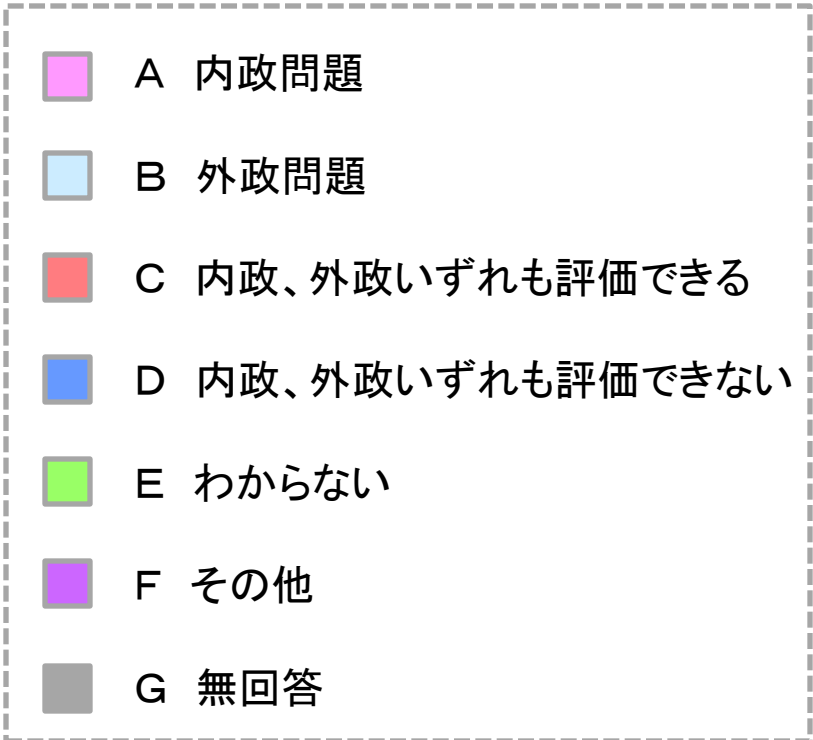 A 内政問題
B 外政問題
C 内政、外政いずれも評価できる
D 内政、外政いずれも評価できない
E わからない
F その他
G 無回答